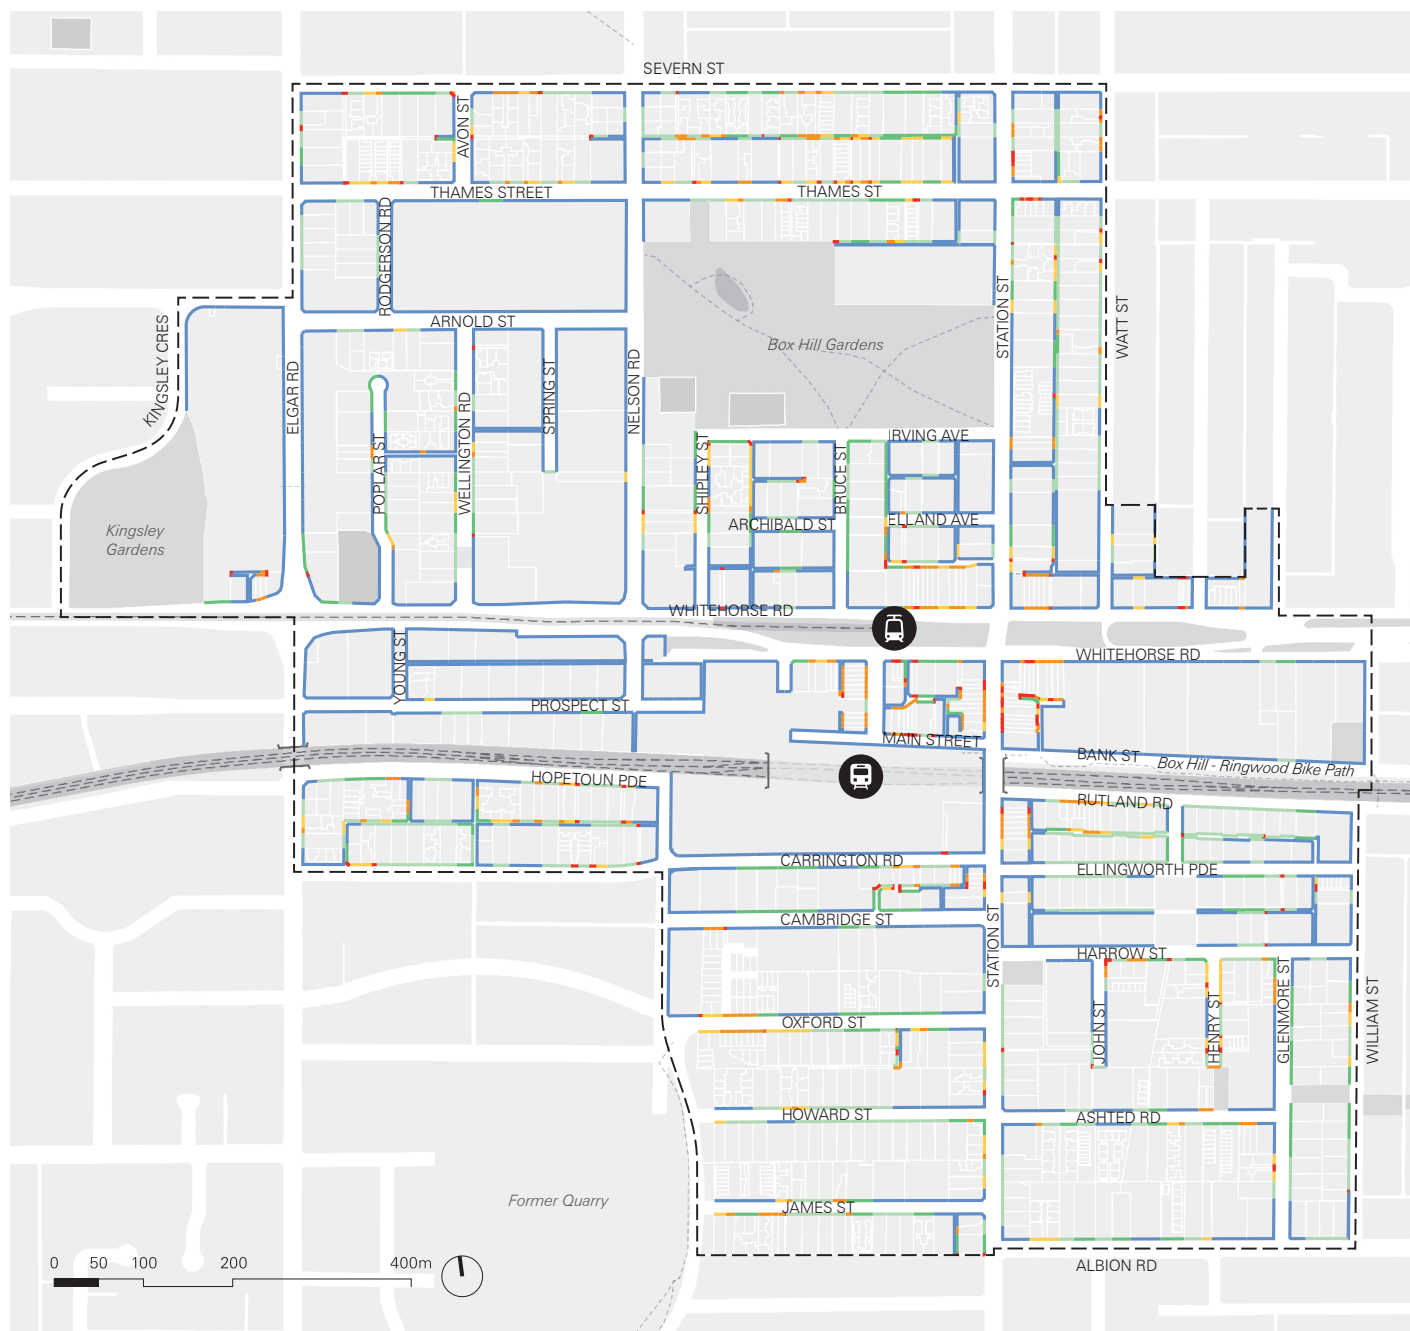 SEVERN ST
AVON ST
THAMES STREET
THAMES ST
RODGERSON RD
ARNOLD ST
KINGSLEY CRES
ELGAR RD
POPLAR ST
WELLINGTON RD
SPRING ST
NELSON RD
Box Hill Gardens
STATION ST
WATT ST
IRVING AVE
SHIPLEY ST
BRUCE ST
ARCHIBALD ST
ELLAND AVE
Kingsley
Gardens
WHITEHORSE RD
YOUNG ST
WHITEHORSE RD
PROSPECT ST
MAIN STREET
BANK ST
Box Hill - Ringwood Bike Path
HOPETOUN PDE
RUTLAND RD
CARRINGTON RD
ELLINGWORTH PDE
CAMBRIDGE ST
STATION ST
HARROW ST
JOHN ST
HENRY ST
GLENMORE ST
WILLIAM ST
OXFORD ST
HOWARD ST
ASHTED RD
Former Quarry
JAMES ST
0 50 100 200 400m
ALBION RD